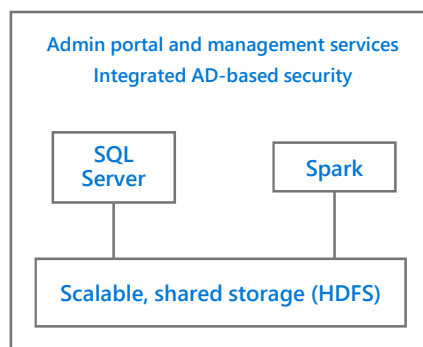 Admin portal and management services
Integrated AD-based security
SQL
Server
Spark
Scalable, shared storage (HDFS)